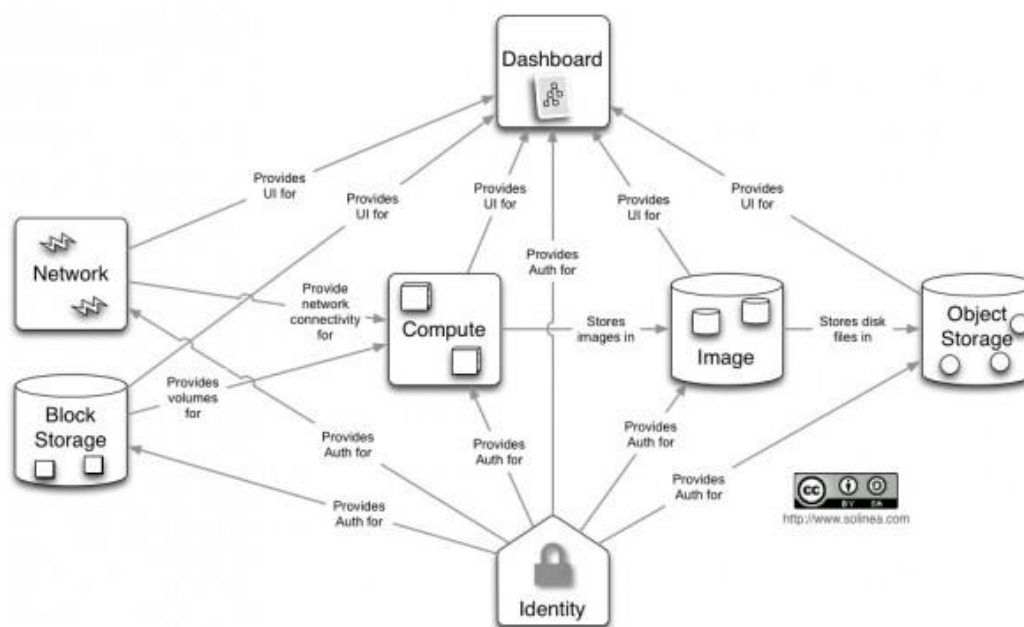 Dashboard
Provides
UI for
Provides
UI for
Provides
UI for
Provides
UI for
Provides
UI for
Provides
Auth for
Network
Provide
network
connectivity
for
Compute
Stores
images in
Image
Stores disk
files in
Object
Storage
Block
Storage
Provides
volumes
for
Provides
Auth for
Provides
Auth for
Provides
Auth for
Provides
Auth for
Provides
Auth for
cc
BY
SA
http://www.solinea.com
Identity